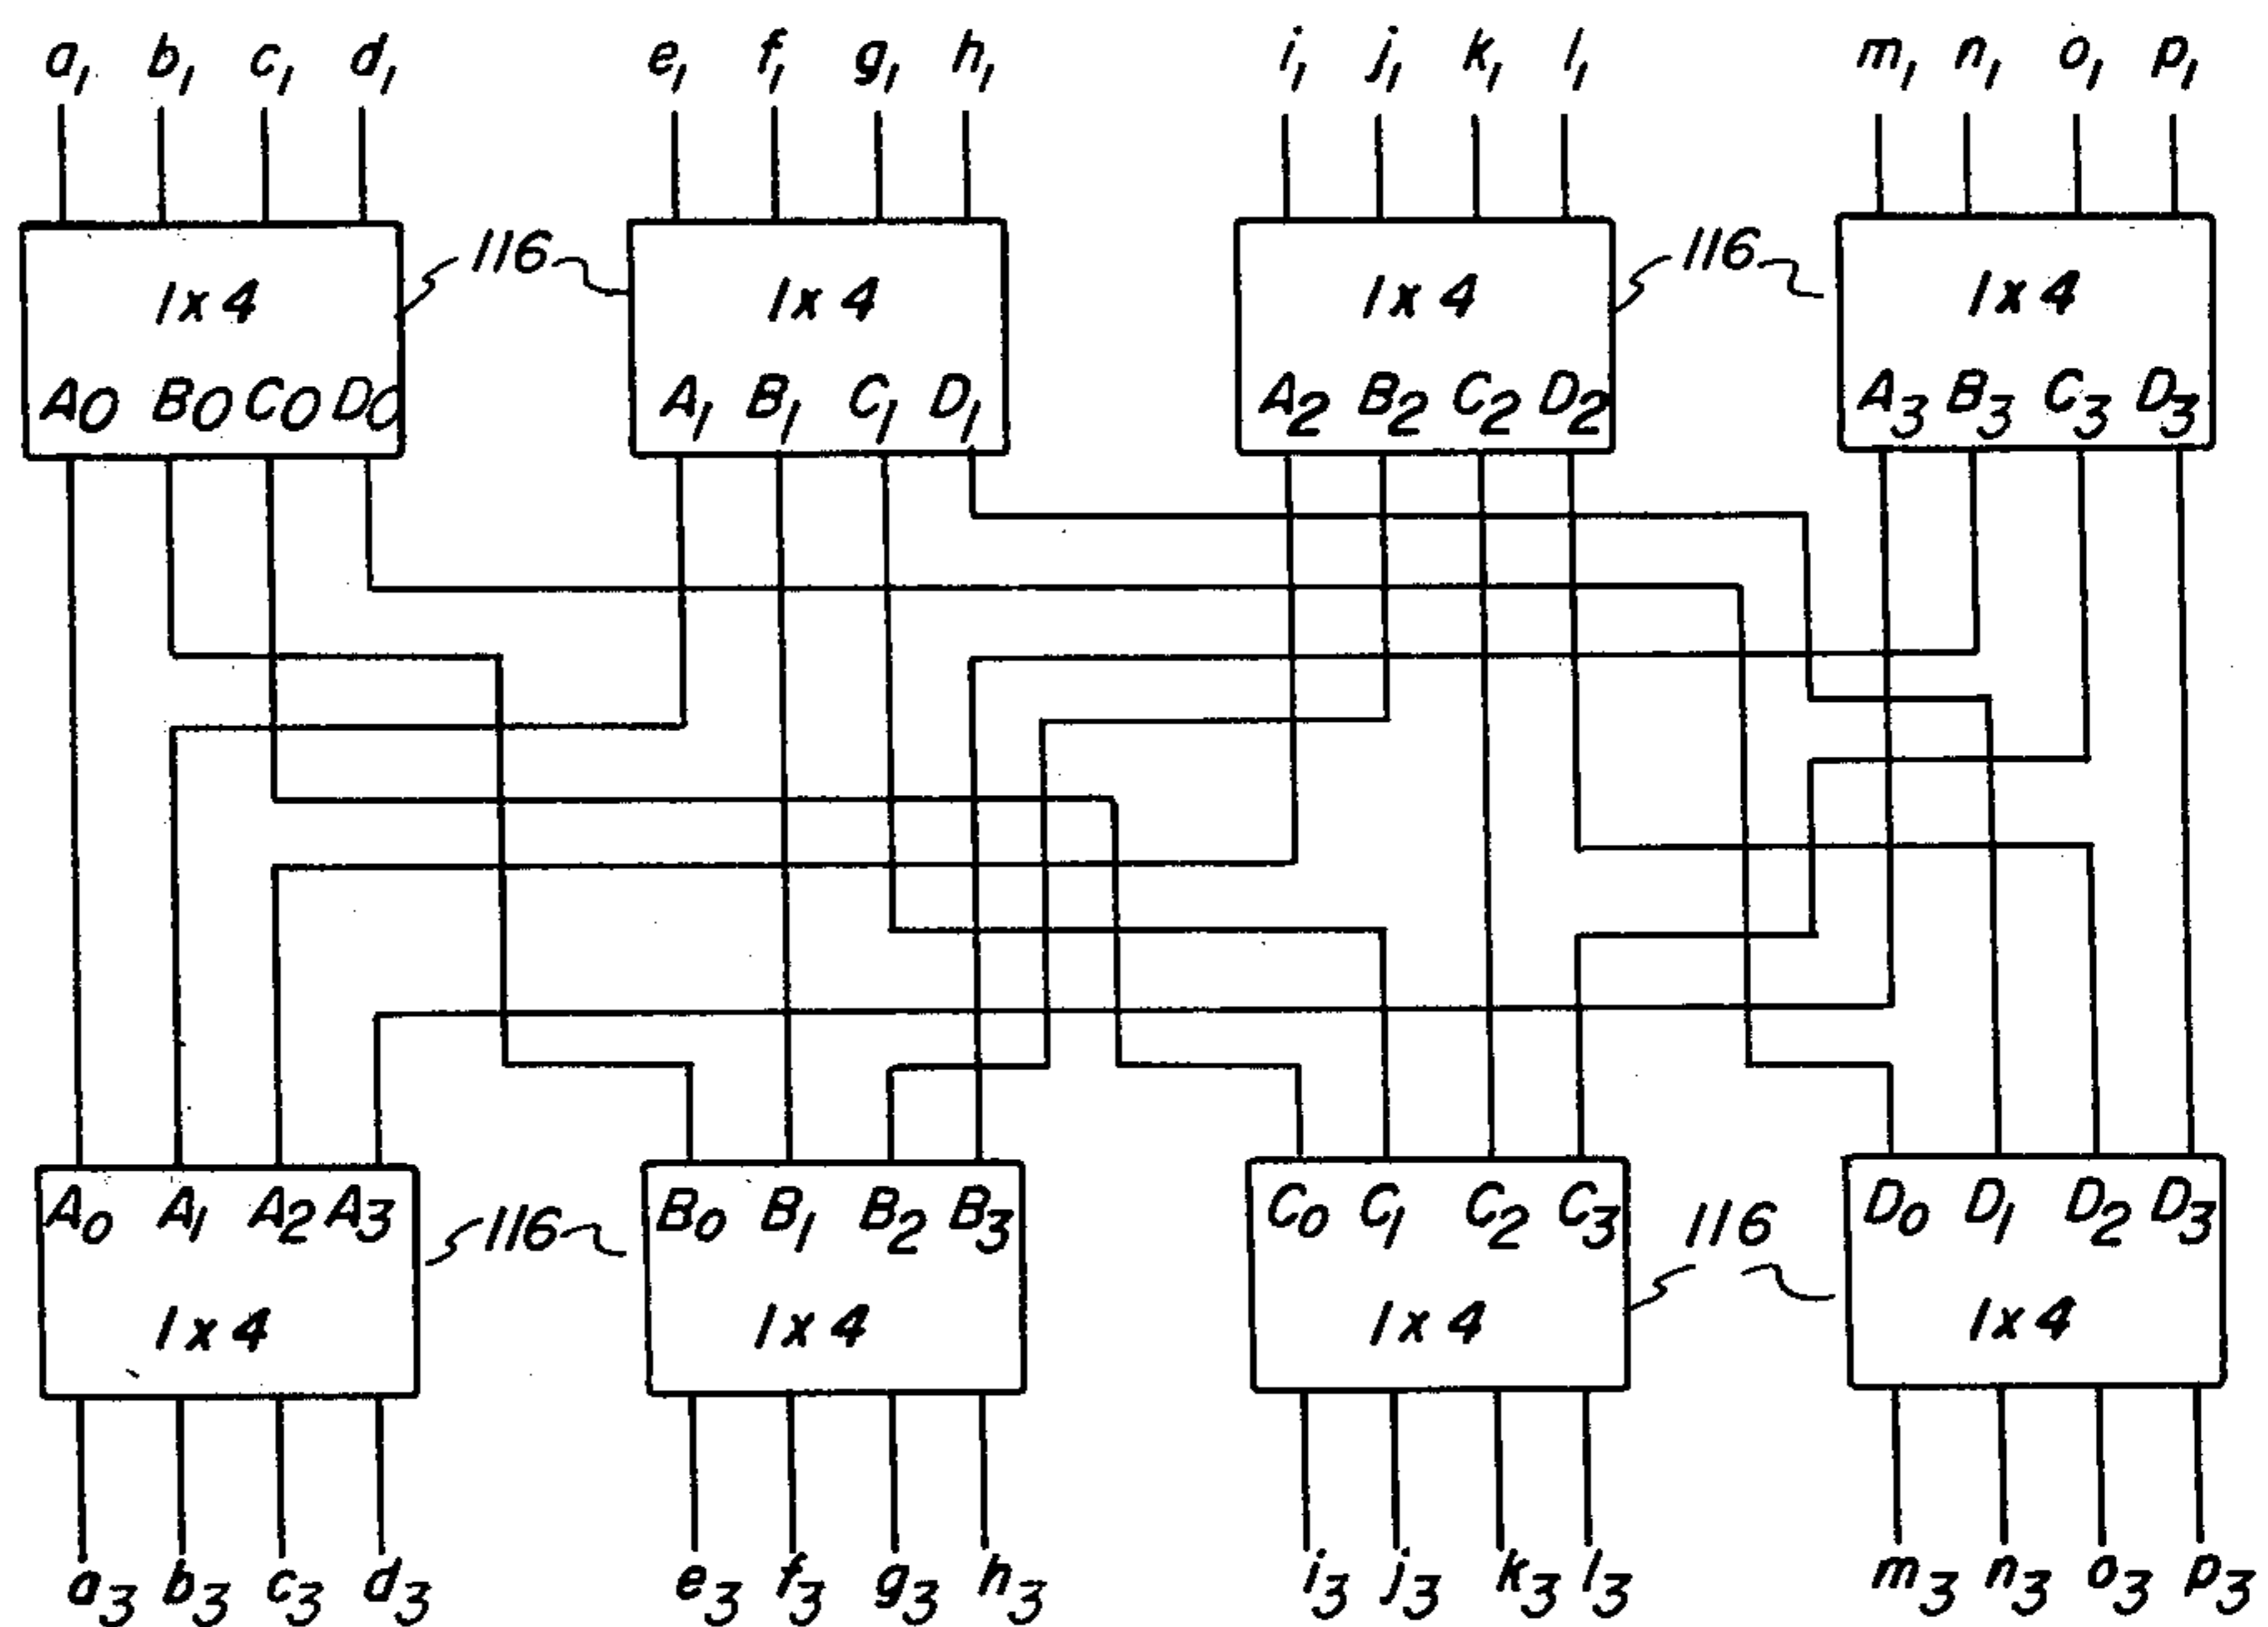 a₁ b₁ c₁ d₁ e₁ f₁ g₁ h₁ i₁ j₁ k₁ l₁ m₁ n₁ o₁ p₁
116 116
1x4 1x4 1x4 1x4
A₀ B₀ C₀ D₀ A₁ B₁ C₁ D₁ A₂ B₂ C₂ D₂ A₃ B₃ C₃ D₃
A₀ A₁ A₂ A₃ B₀ B₁ B₂ B₃ C₀ C₁ C₂ C₃ D₀ D₁ D₂ D₃
116 116
1x4 1x4 1x4 1x4
a₃ b₃ c₃ d₃ e₃ f₃ g₃ h₃ i₃ j₃ k₃ l₃ m₃ n₃ o₃ p₃